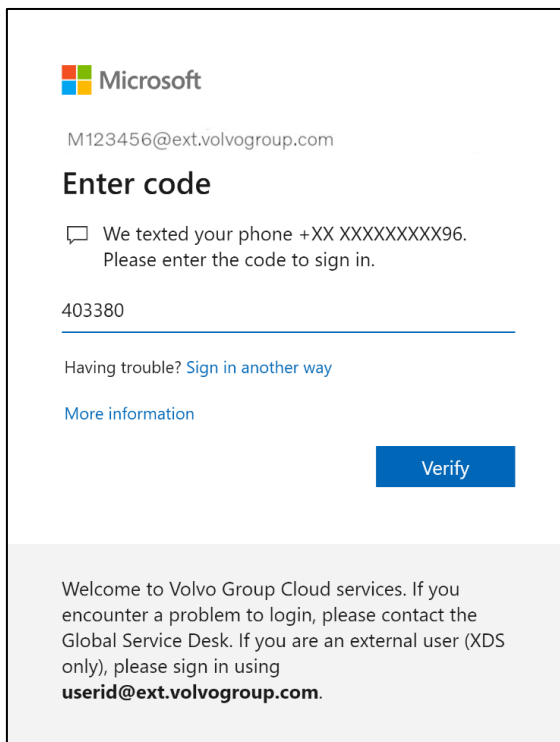 Microsoft
M123456@ext.volvogroup.com
Enter code
We texted your phone +XX XXXXXXXXX96.
Please enter the code to sign in.
403380
Having trouble? Sign in another way
More information
Verify
Welcome to Volvo Group Cloud services. If you
encounter a problem to login, please contact the
Global Service Desk. If you are an external user (XDS
only), please sign in using
userid@ext.volvogroup.com.